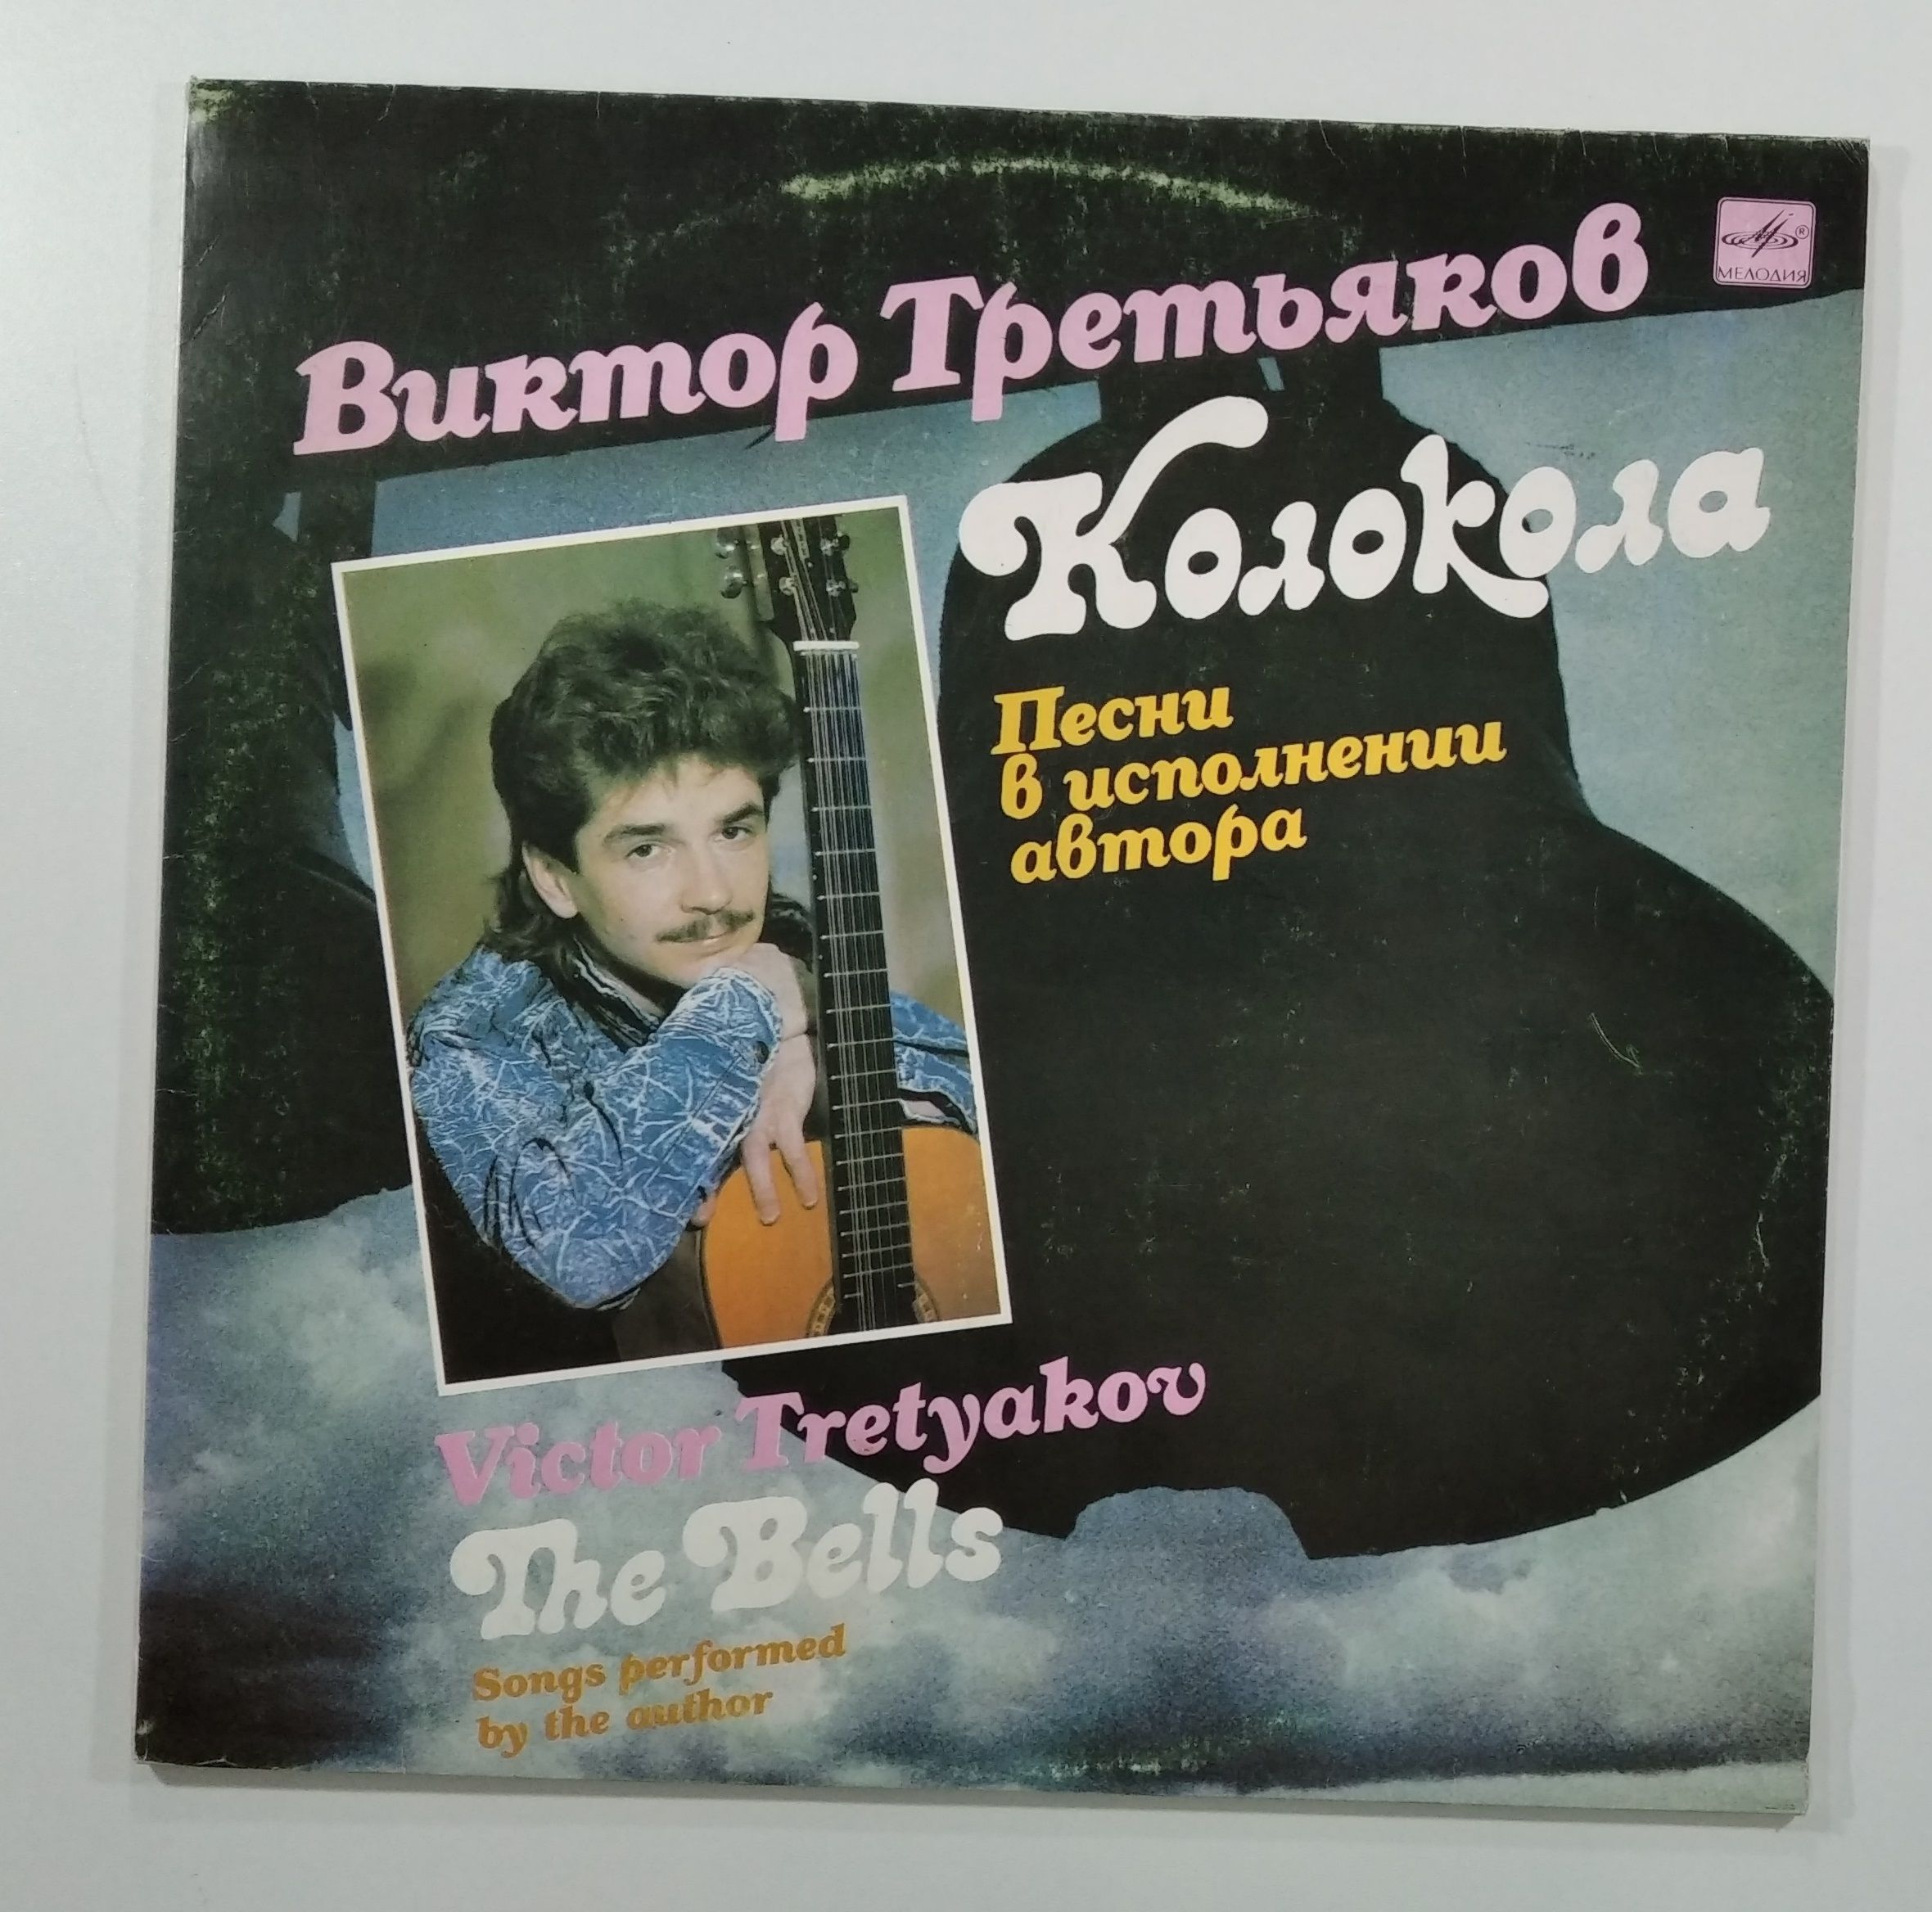 Виктор Третьяков
МЕЛОДИЯ
Колокола
Песни
в исполнении
автора
Victor Tretyakov
The Bells
Songs performed
by the author